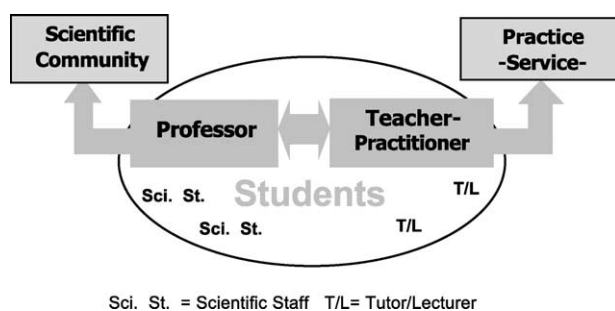 Scientific
Community
Practice
-Service-
Professor
Teacher-
Practitioner
Sci. St.
Students
T/L
Sci. St.
T/L
Sci. St. = Scientific Staff T/L= Tutor/Lecturer